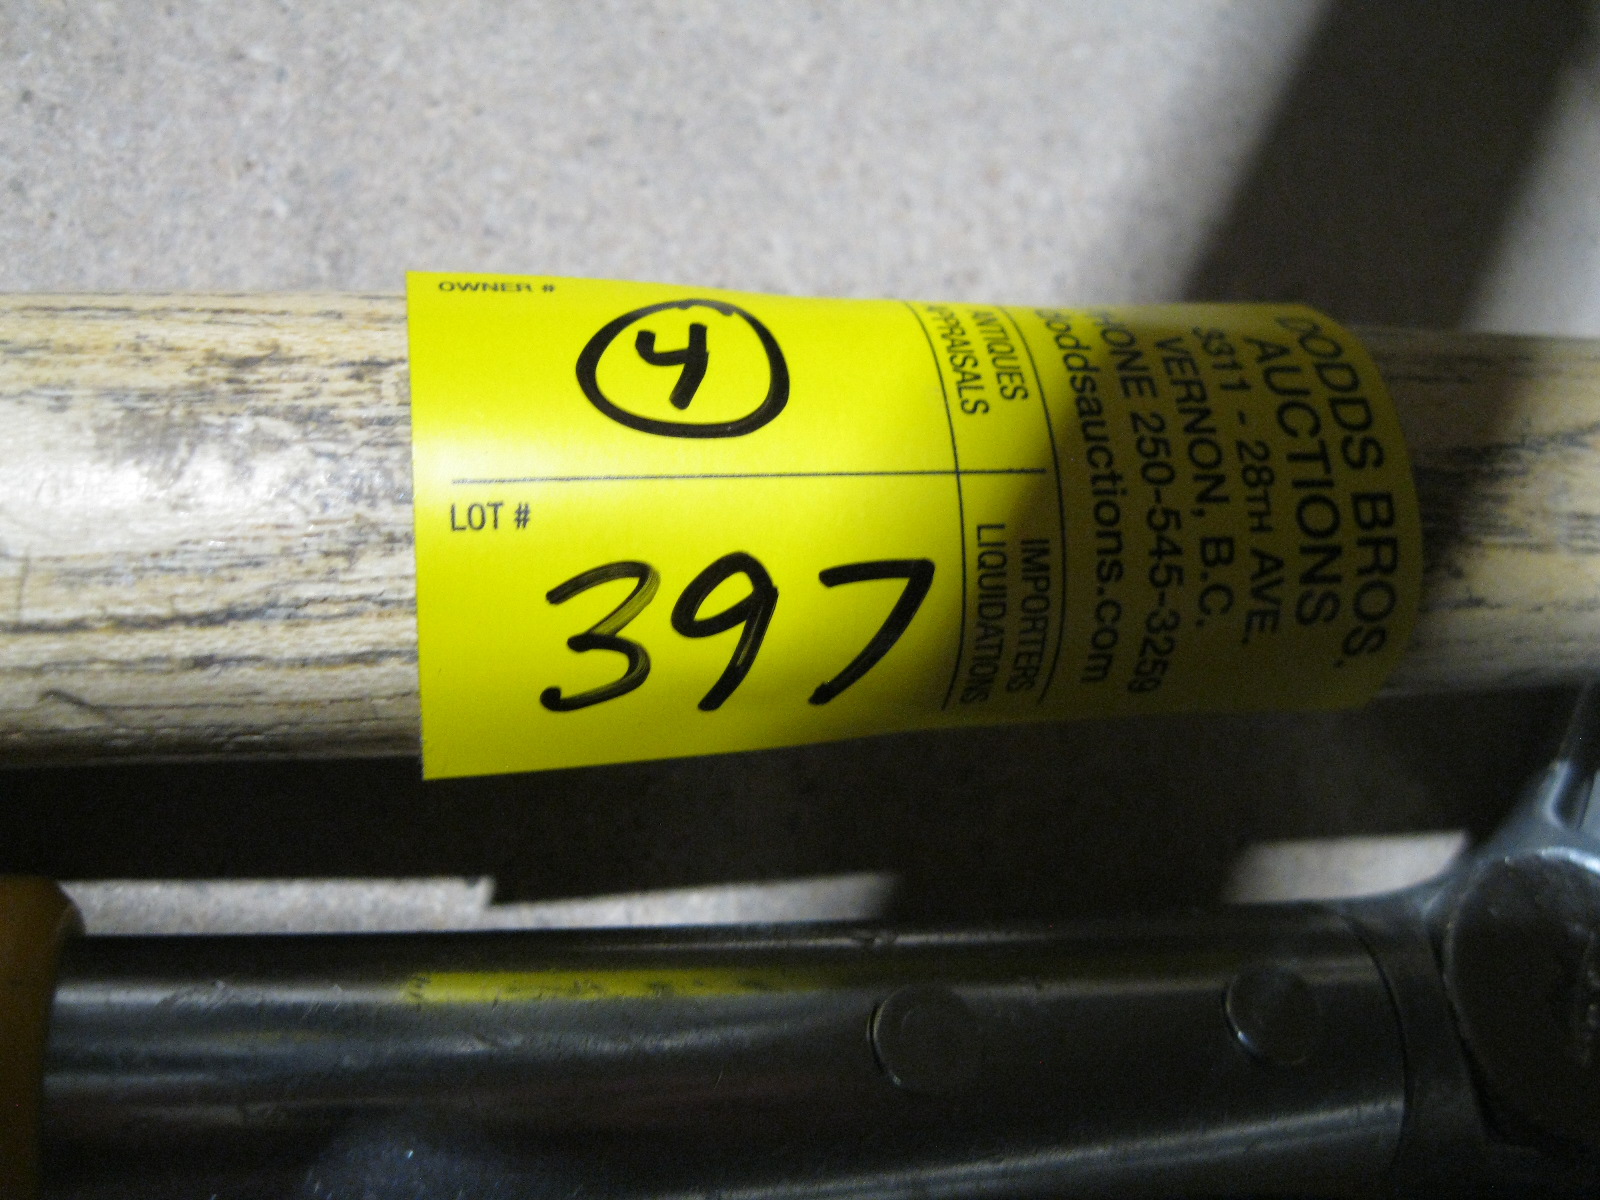 OWNER #
4
LOT #
397
ANTIQUES
APPRAISALS
IMPORTERS
LIQUIDATIONS
DODDS BROS.
AUCTIONS
3311 - 28TH AVE.
VERNON, B.C.
PHONE 250-545-3259
doddsauctions.com